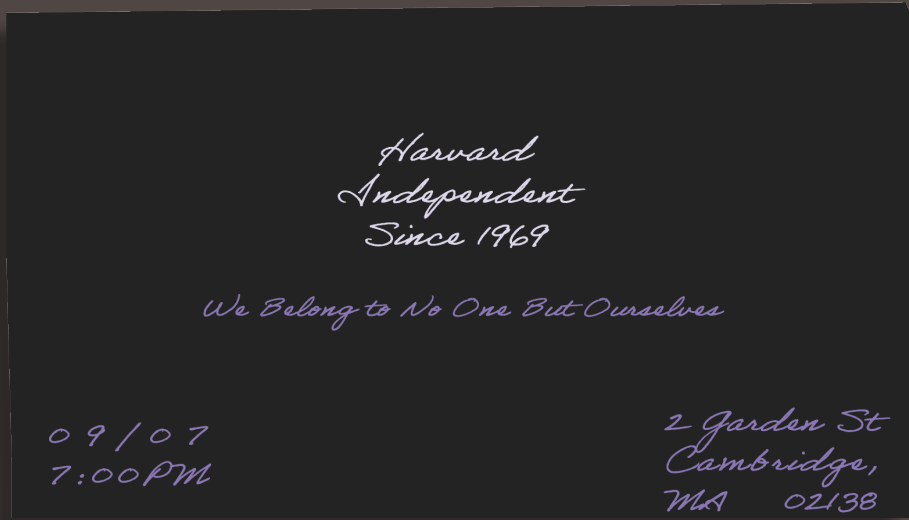 Harvard
Independent
Since 1969
We Belong to No One But Ourselves
09/07
7:00PM
2 Garden St
Cambridge,
MA 02138